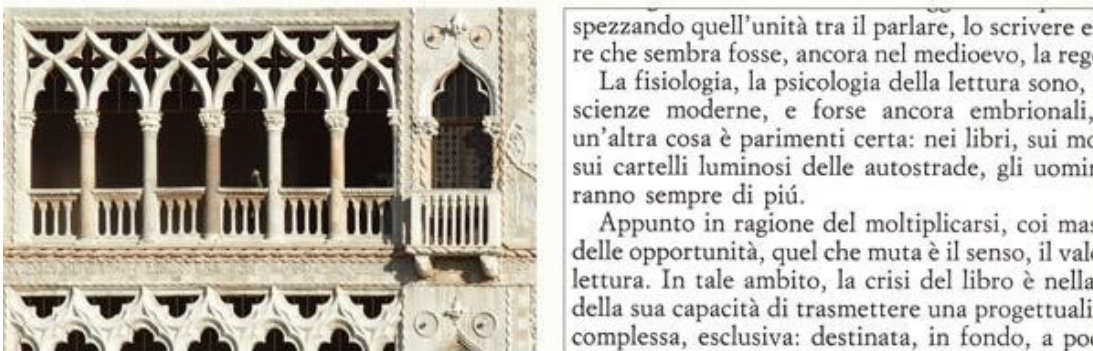 spezzando quell'unità tra il parlare, lo scrivere e
re che sembra fosse, ancora nel medioevo, la reg
La fisiologia, la psicologia della lettura sono,
scienze moderne, e forse ancora embrionali,
un'altra cosa è parimenti certa: nei libri, sui mo
sui cartelli luminosi delle autostrade, gli uomin
ranno sempre di piú.
Appunto in ragione del moltiplicarsi, coi mas
delle opportunità, quel che muta è il senso, il valo
lettura. In tale ambito, la crisi del libro è nella
della sua capacità di trasmettere una progettuali
complessa, esclusiva: destinata, in fondo, a po